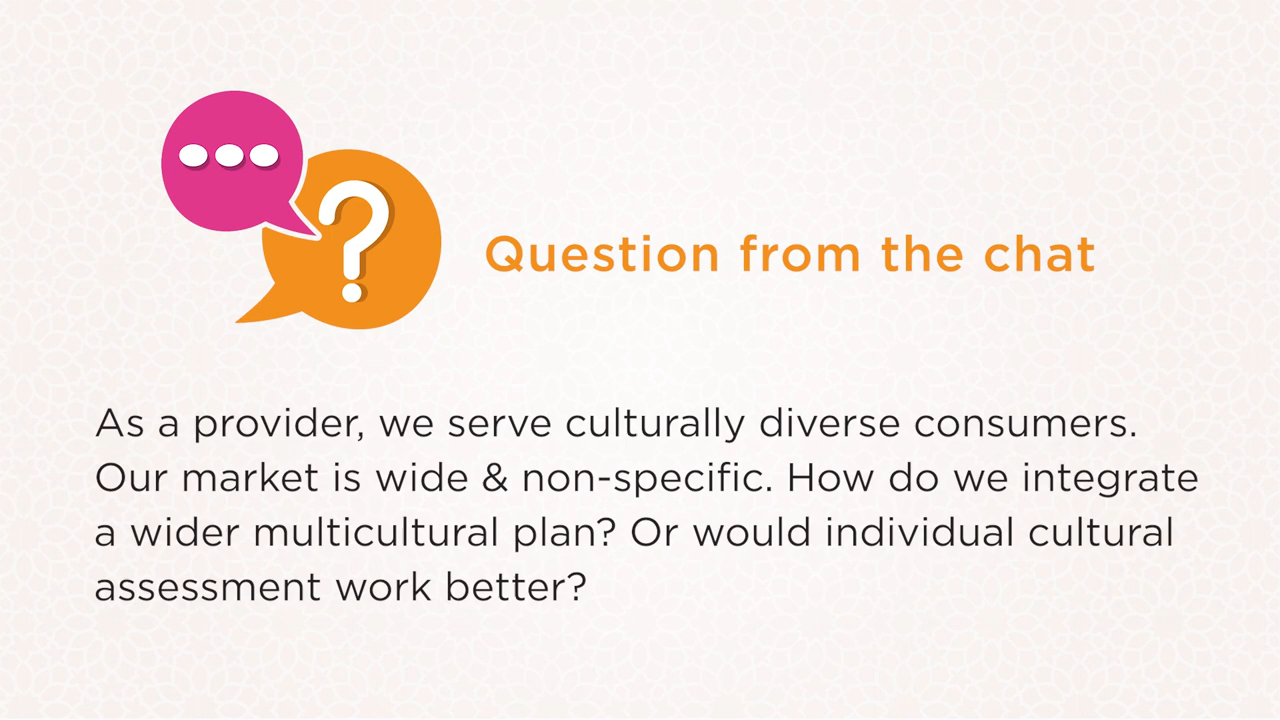 Question from the chat
As a provider, we serve culturally diverse consumers.
Our market is wide & non-specific. How do we integrate
a wider multicultural plan? Or would individual cultural
assessment work better?